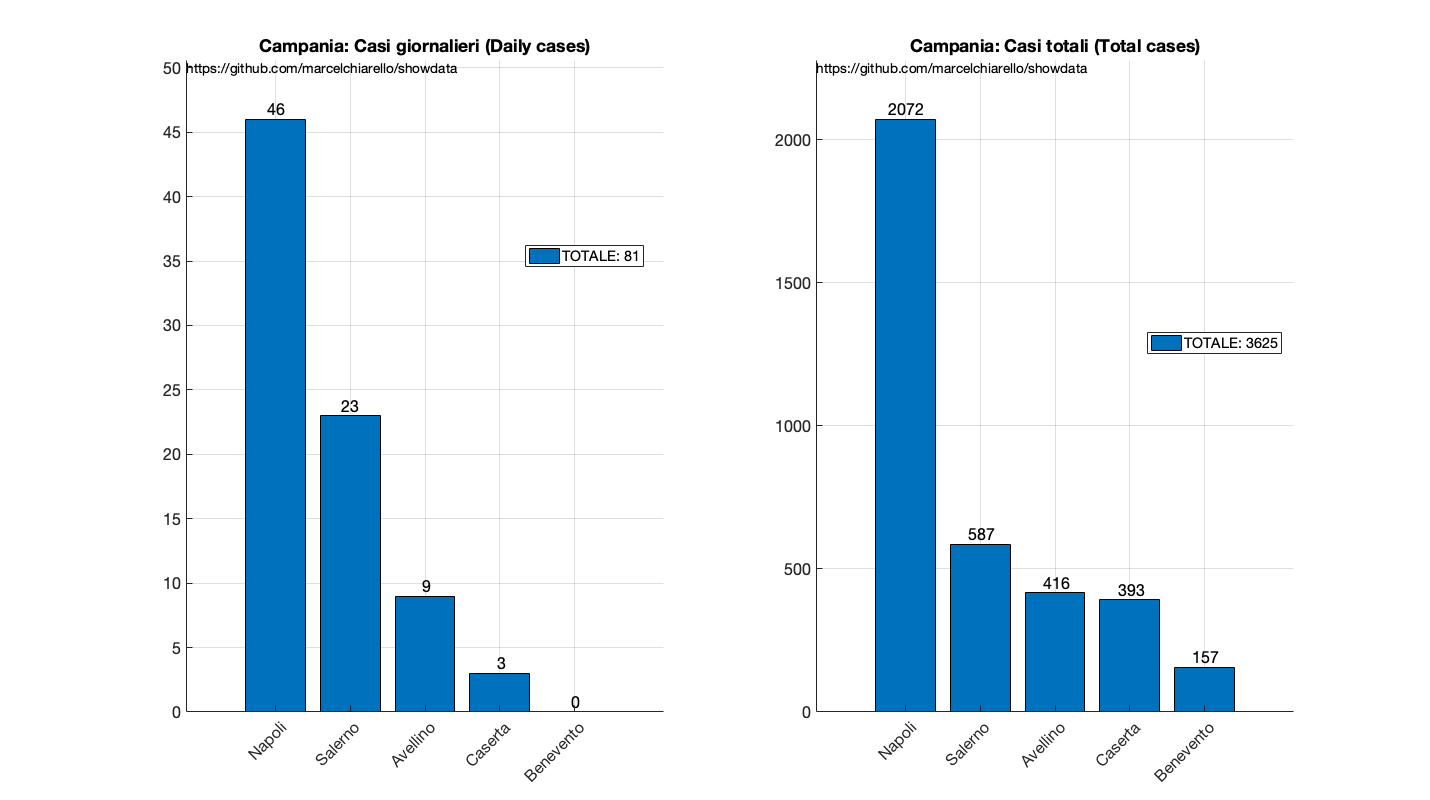 Campania: Casi giornalieri (Daily cases)
https://github.com/marcelchiarello/showdata
50
45
40
35
30
25
20
15
10
5
0
46
23
9
3
0
TOTALE: 81
Napoli
Salerno
Avellino
Caserta
Benevento
Campania: Casi totali (Total cases)
https://github.com/marcelchiarello/showdata
2000
1500
1000
500
0
2072
587
416
393
157
TOTALE: 3625
Napoli
Salerno
Avellino
Caserta
Benevento